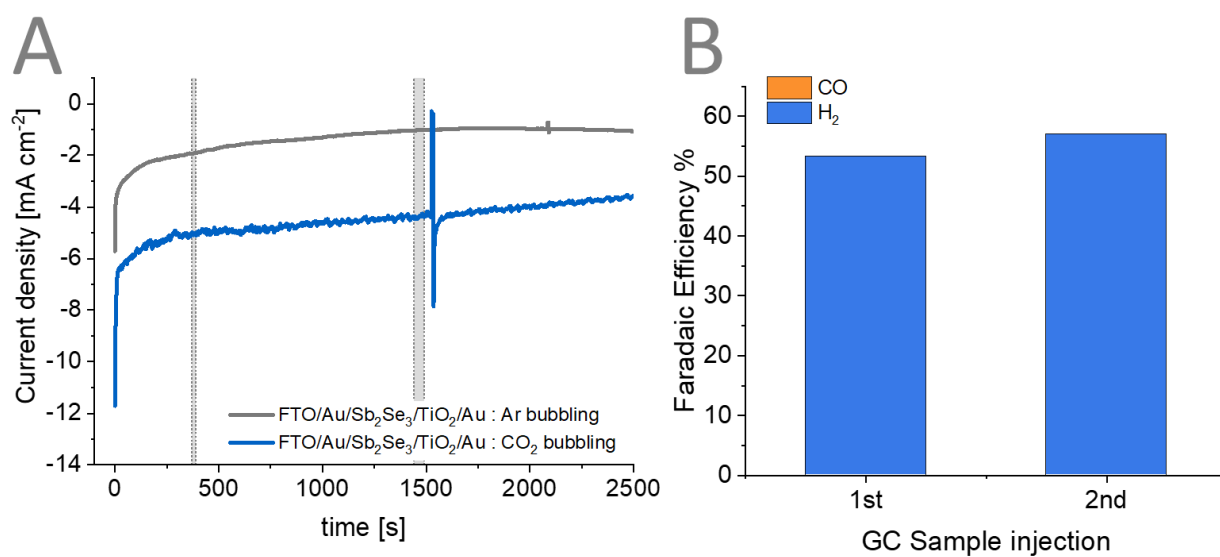 A
Current density [mA cm⁻²]
0
-2
-4
-6
-8
-10
-12
-14
FTO/Au/Sb₂Se₃/TiO₂/Au : Ar bubbling
FTO/Au/Sb₂Se₃/TiO₂/Au : CO₂ bubbling
0
500
1000
1500
2000
2500
time [s]
B
CO
H₂
Faradaic Efficiency %
60
50
40
30
20
10
0
1st
2nd
GC Sample injection